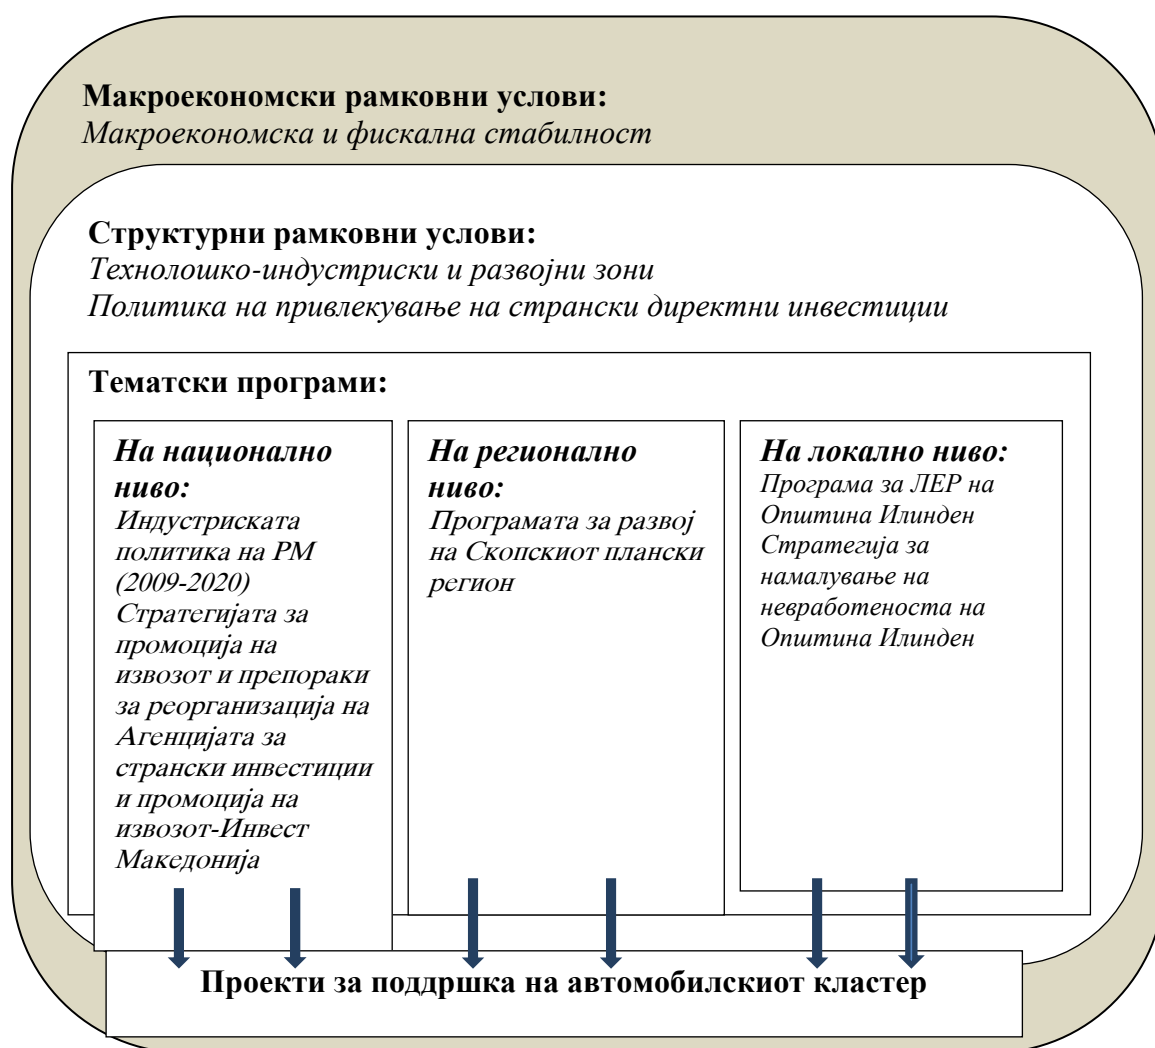 Макроекономски рамковни услови:
Макроекономска и фискална стабилност
Структурни рамковни услови:
Технолошко-индустриски и развојни зони
Политика на привлекување на странски директни инвестиции
Тематски програми:
На национално
ниво:
Индустриската
политика на РМ
(2009-2020)
Стратегијата за
промоција на
извозот и препораки
за реорганизација на
Агенцијата за
странски инвестиции
и промоција на
извозот-Инвест
Македонија
На регионално
ниво:
Програмата за развој
на Скопскиот плански
регион
На локално ниво:
Програма за ЛЕР на
Општина Илинден
Стратегија за
намалување на
невработеноста на
Општина Илинден
Проекти за поддршка на автомобилскиот кластер